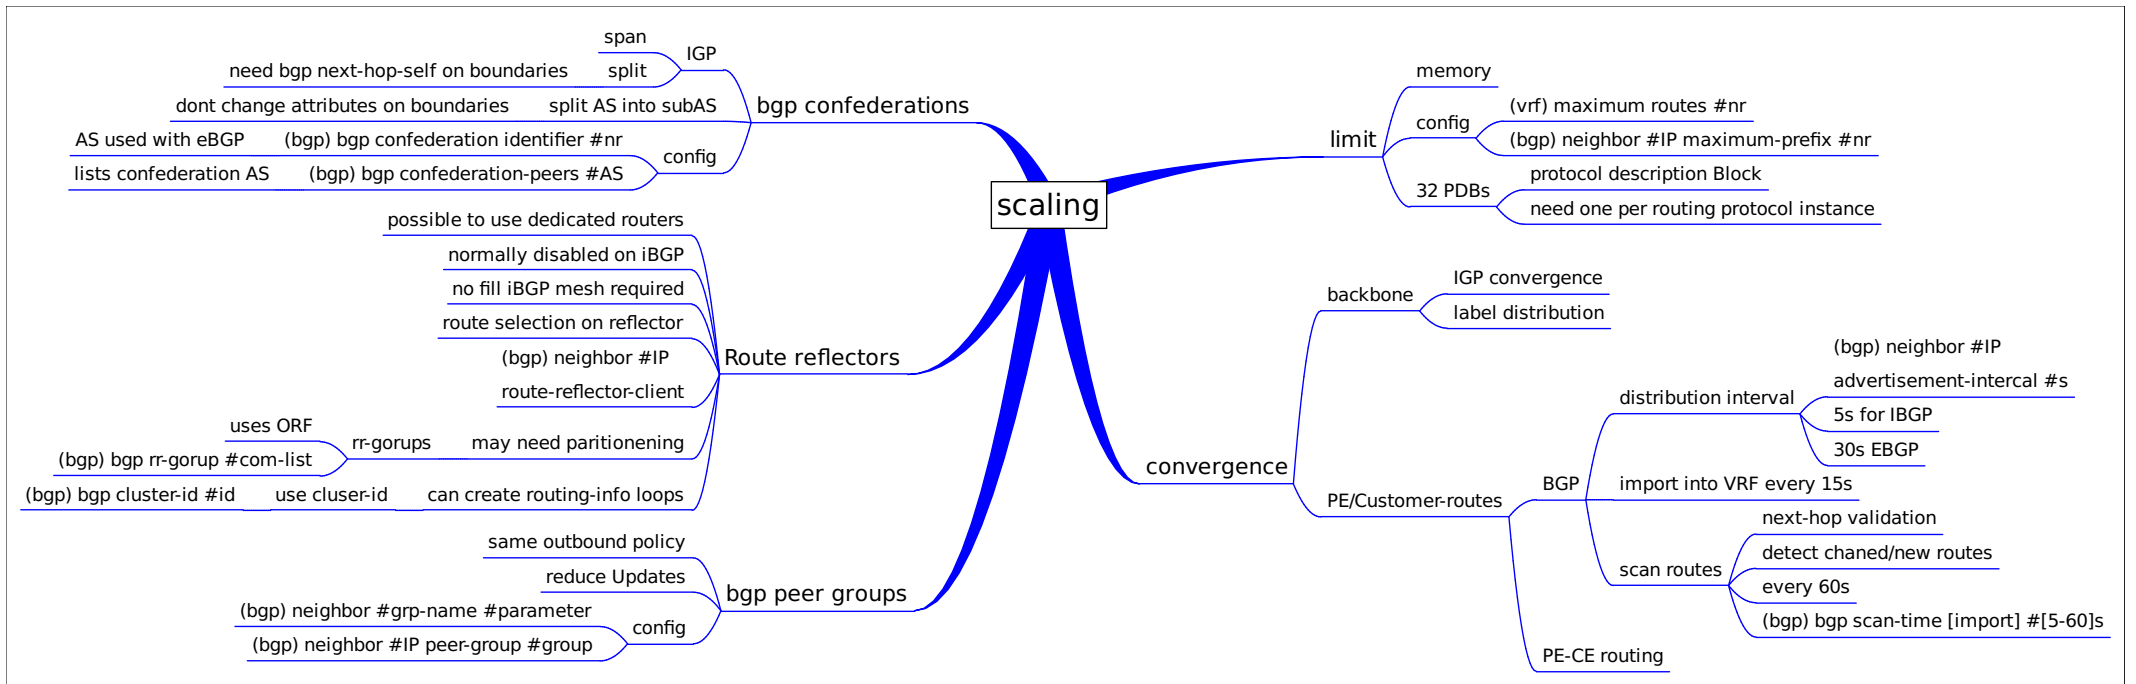 scaling
bgp confederations
IGP
span
split
need bgp next-hop-self on boundaries
split AS into subAS
dont change attributes on boundaries
config
(bgp) bgp confederation identifier #nr
AS used with eBGP
(bgp) bgp confederation-peers #AS
lists confederation AS
Route reflectors
possible to use dedicated routers
normally disabled on iBGP
no fill iBGP mesh required
route selection on reflector
(bgp) neighbor #IP
route-reflector-client
may need paritionening
rr-gorups
uses ORF
(bgp) bgp rr-gorup #com-list
can create routing-info loops
use cluser-id
(bgp) bgp cluster-id #id
bgp peer groups
same outbound policy
reduce Updates
config
(bgp) neighbor #grp-name #parameter
(bgp) neighbor #IP peer-group #group
limit
memory
config
(vrf) maximum routes #nr
(bgp) neighbor #IP maximum-prefix #nr
32 PDBs
protocol description Block
need one per routing protocol instance
convergence
backbone
IGP convergence
label distribution
PE/Customer-routes
BGP
distribution interval
(bgp) neighbor #IP
advertisement-intercal #s
5s for IBGP
30s EBGP
import into VRF every 15s
scan routes
next-hop validation
detect chaned/new routes
every 60s
(bgp) bgp scan-time [import] #[5-60]s
PE-CE routing